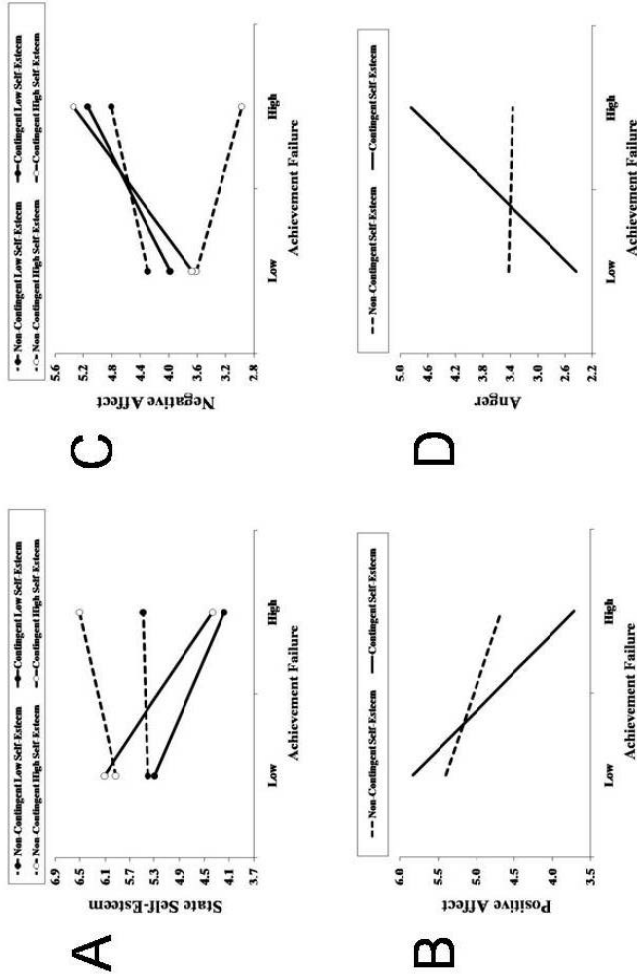 A
Non-Contingent Low Self-Esteem Contingent Low Self-Esteem
Non-Contingent High Self-Esteem Contingent High Self-Esteem
State Self-Esteem
6.9
6.5
6.1
5.7
5.3
4.9
4.5
4.1
3.7
Low High
Achievement Failure
C
Non-Contingent Low Self-Esteem Contingent Low Self-Esteem
Non-Contingent High Self-Esteem Contingent High Self-Esteem
Negative Affect
5.6
5.2
4.8
4.4
4.0
3.6
3.2
2.8
Low High
Achievement Failure
B
Non-Contingent Self-Esteem Contingent Self-Esteem
Positive Affect
6.0
5.5
5.0
4.5
4.0
3.5
Low High
Achievement Failure
D
Non-Contingent Self-Esteem Contingent Self-Esteem
Anger
5.0
4.6
4.2
3.8
3.4
3.0
2.6
2.2
Low High
Achievement Failure